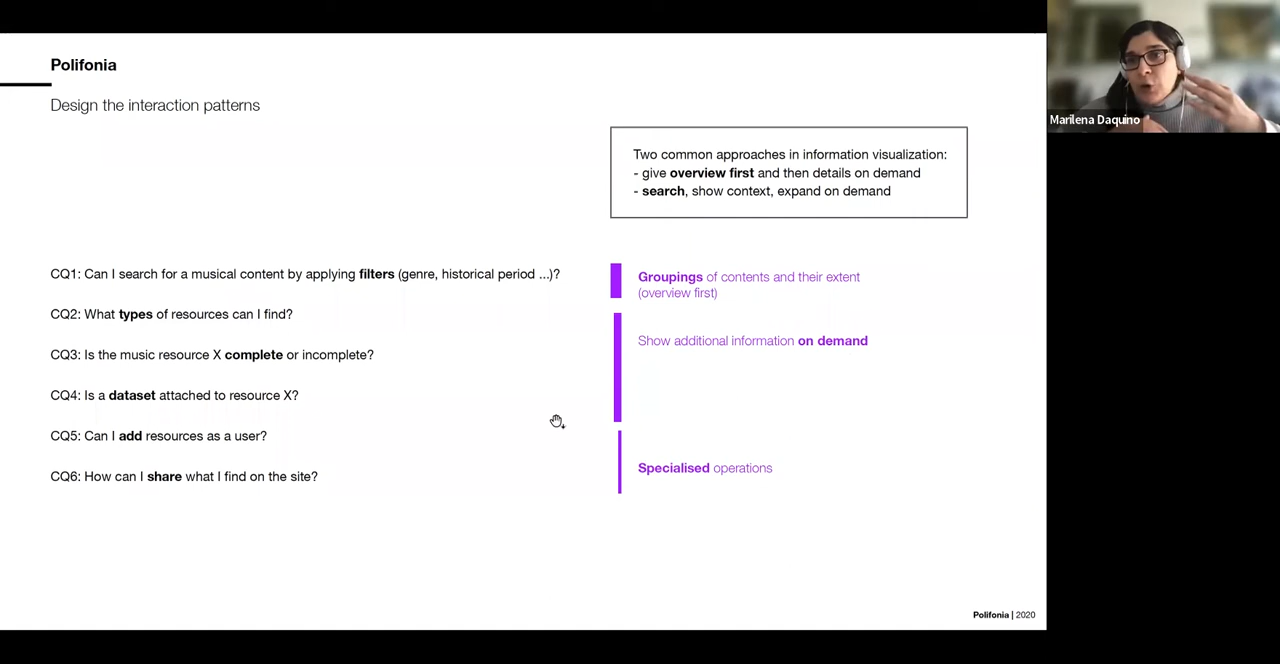 Polifonia
Design the interaction patterns
Marilena Daquino
Two common approaches in information visualization:
- give overview first and then details on demand
- search, show context, expand on demand
CQ1: Can I search for a musical content by applying filters (genre, historical period ...)?
Groupings of contents and their extent
(overview first)
CQ2: What types of resources can I find?
Show additional information on demand
CQ3: Is the music resource X complete or incomplete?
CQ4: Is a dataset attached to resource X?
CQ5: Can I add resources as a user?
Specialised operations
CQ6: How can I share what I find on the site?
Polifonia | 2020